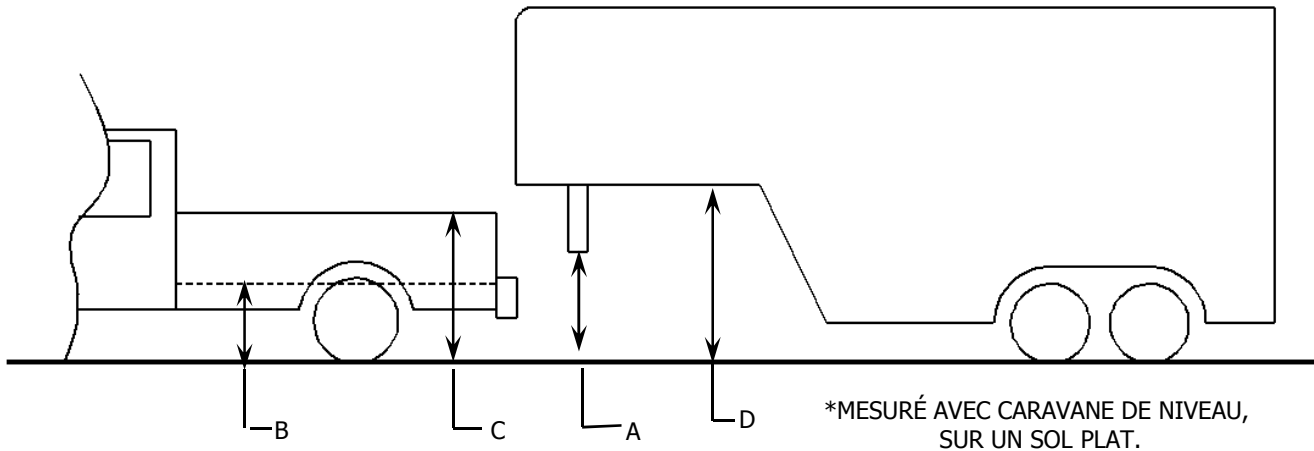 B
C
A
D
*MESURÉ AVEC CARAVANE DE NIVEAU,
SUR UN SOL PLAT.